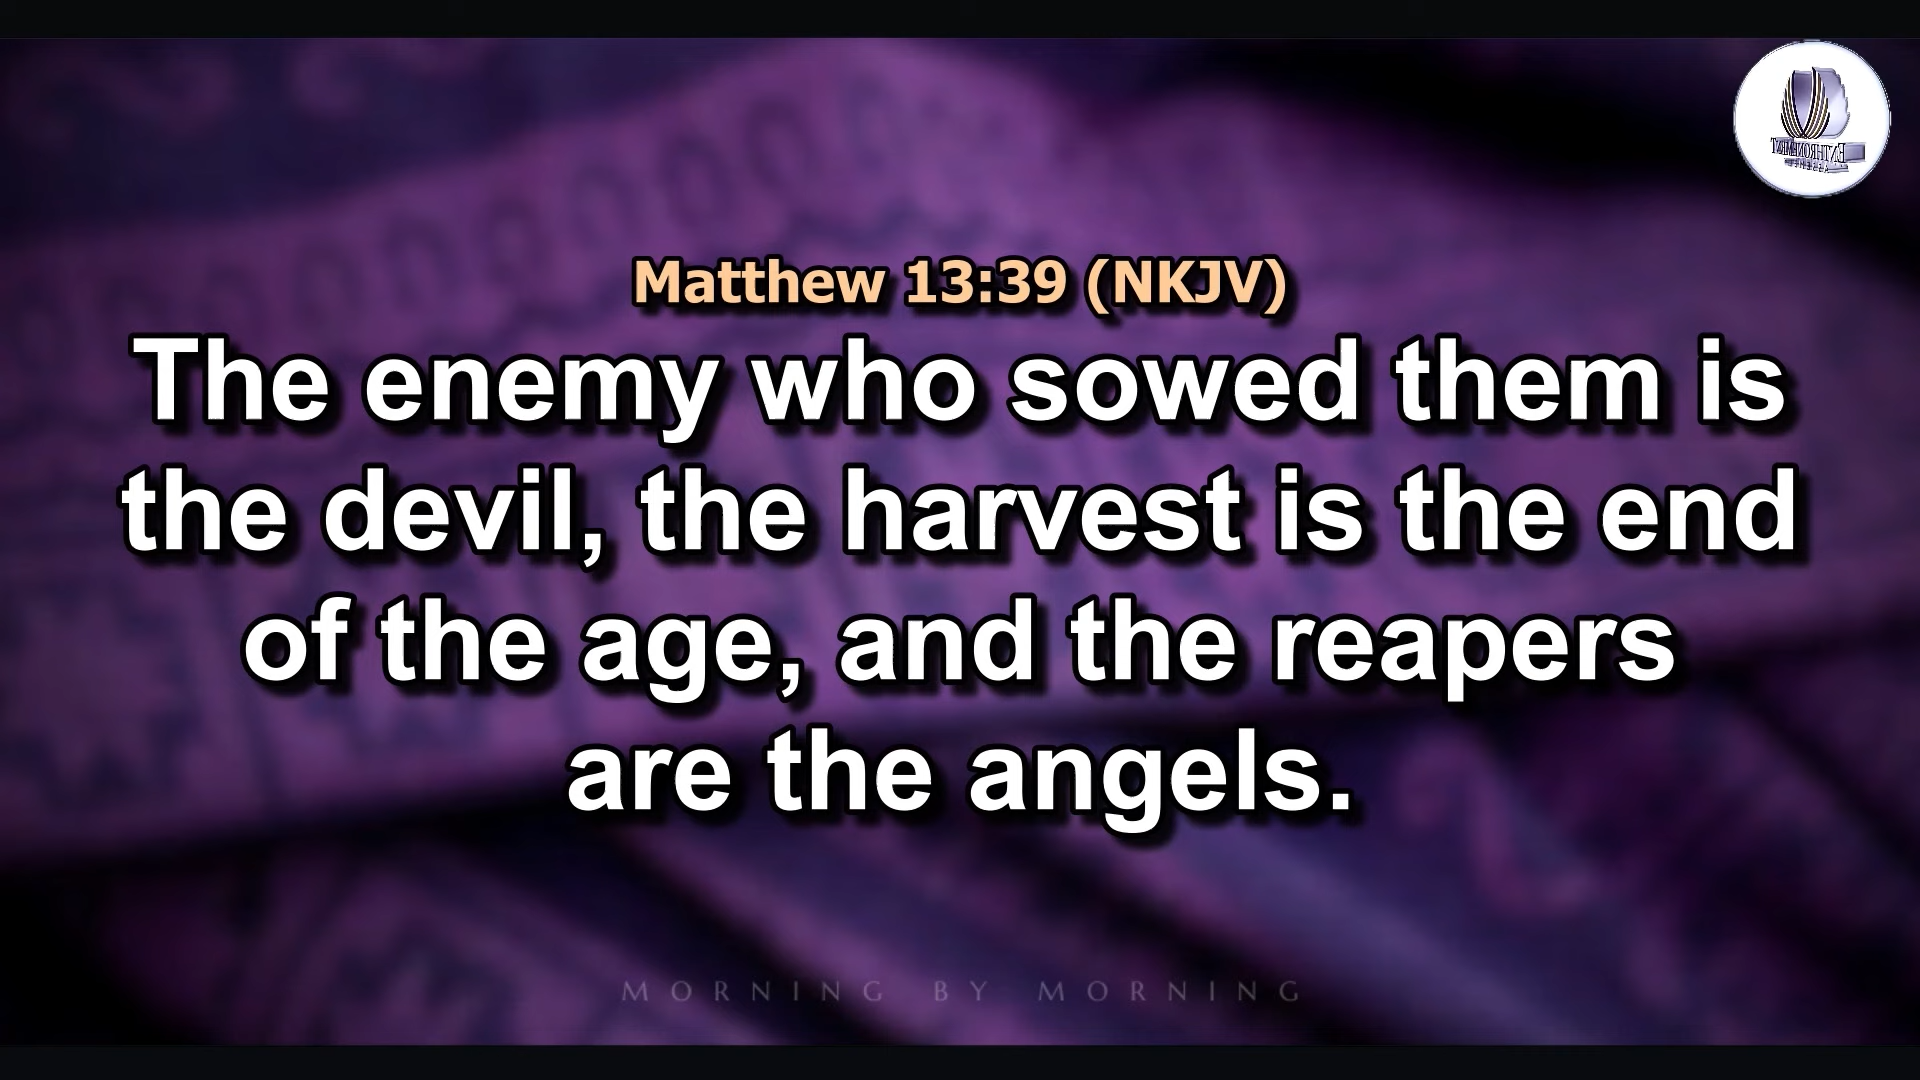 Matthew 13:39 (NKJV)
The enemy who sowed them is
the devil, the harvest is the end
of the age, and the reapers
are the angels.
MORNING BY MORNING
ENTHRONEMENT